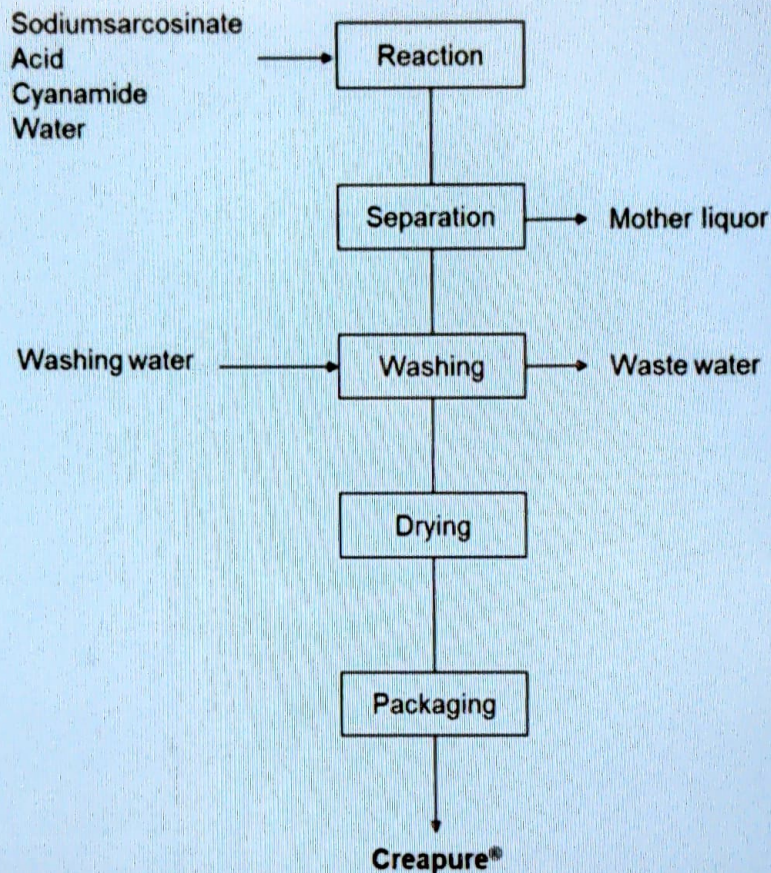 Sodiumsarcosinate
Acid
Cyanamide
Water
Reaction
Separation
Mother liquor
Washing water
Washing
Waste water
Drying
Packaging
Creapure®